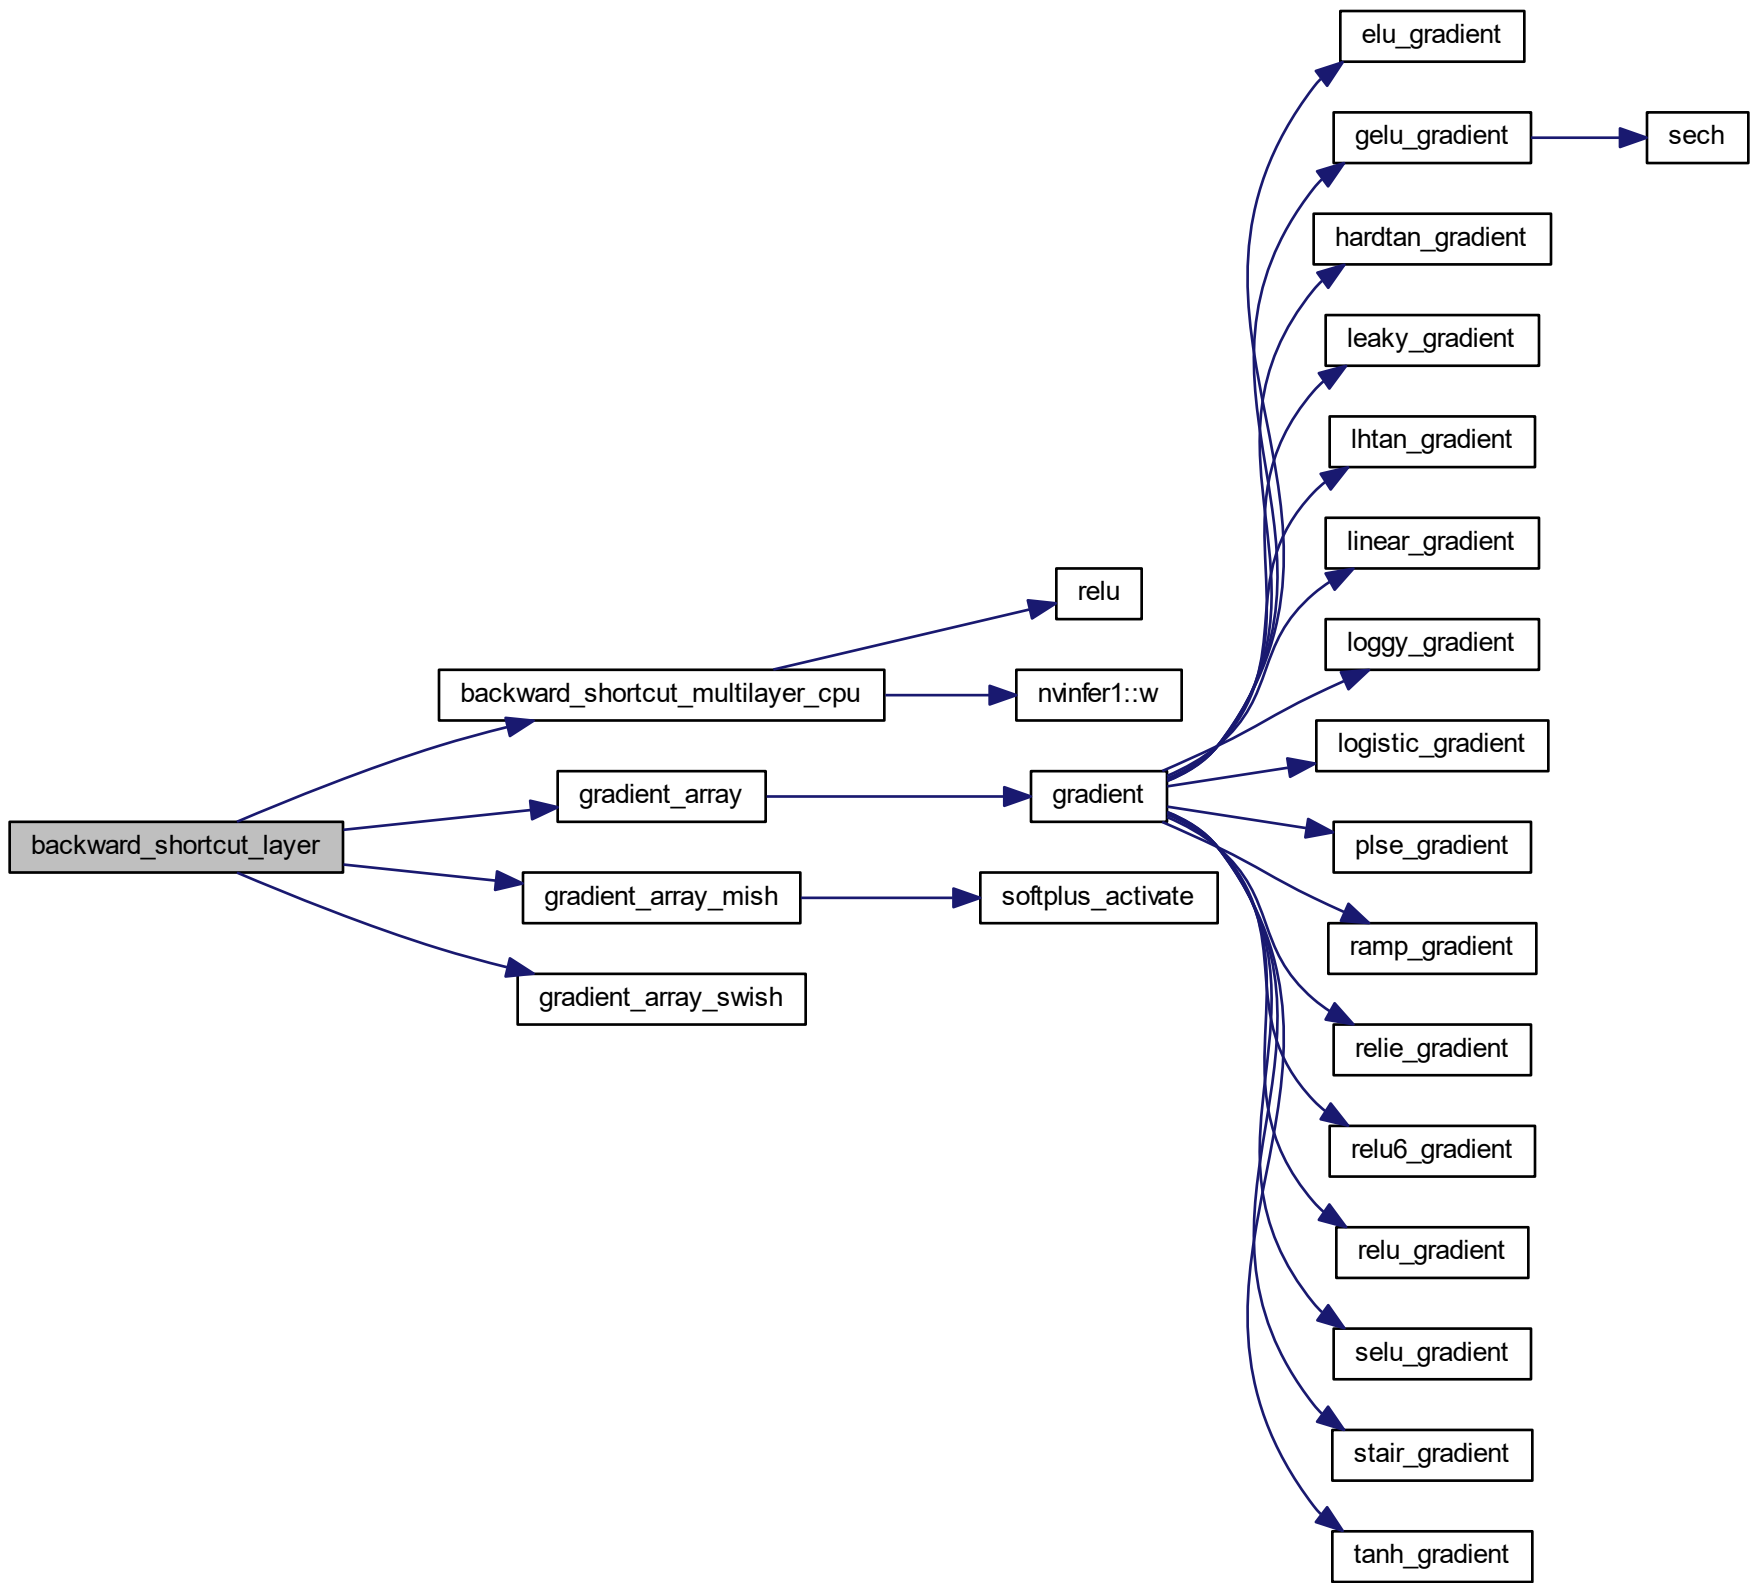 elu_gradient
gelu_gradient
sech
hardtan_gradient
leaky_gradient
lhtan_gradient
linear_gradient
relu
loggy_gradient
backward_shortcut_multilayer_cpu
nvinfer1::w
logistic_gradient
gradient_array
gradient
backward_shortcut_layer
plse_gradient
gradient_array_mish
softplus_activate
ramp_gradient
gradient_array_swish
relie_gradient
relu6_gradient
relu_gradient
selu_gradient
stair_gradient
tanh_gradient